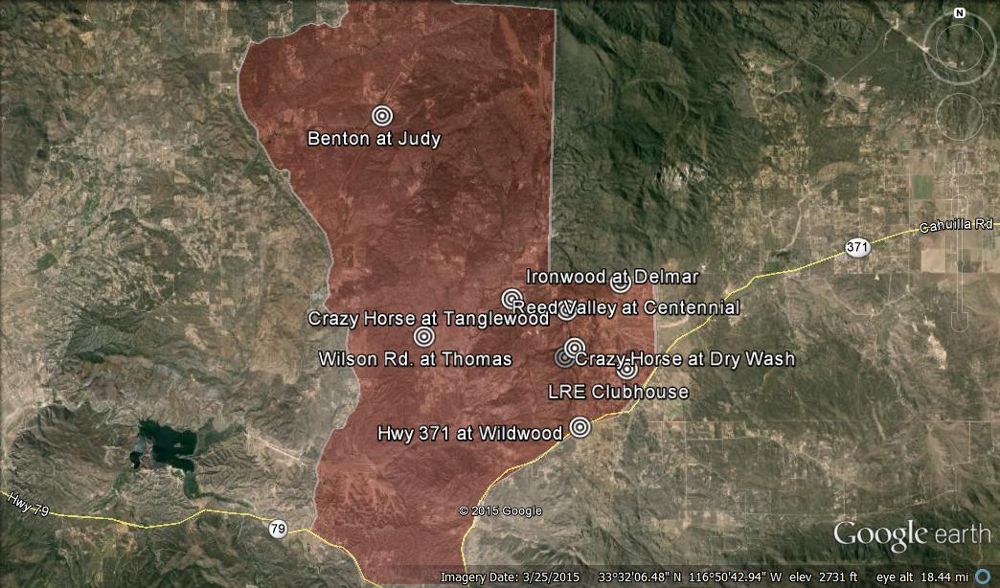 N
Benton at Judy
Cahuilla Rd
371
Ironwood at Delmar
Reed Valley at Centennial
Crazy Horse at Tanglewood
Wilson Rd. at Thomas
Crazy Horse at Dry Wash
LRE Clubhouse
Hwy 371 at Wildwood
Hwy 79
79
© 2015 Google
Google earth
Imagery Date: 3/25/2015 33°32'06.48" N 116°50'42.94" W elev 2731 ft eye alt 18.44 mi